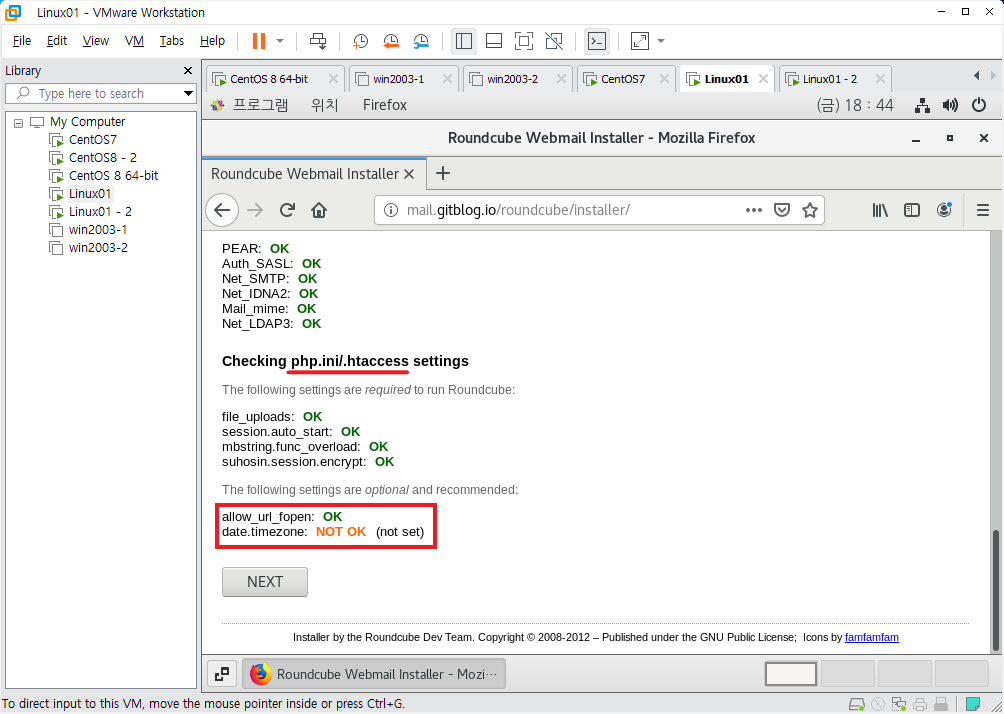 Linux01 - VMware Workstation
File Edit View VM Tabs Help
Library
Type here to search
My Computer
CentOS7
CentOS8 - 2
CentOS 8 64-bit
Linux01
Linux01 - 2
win2003-1
win2003-2
CentOS 8 64-bit win2003-1 win2003-2 CentOS7 Linux01 Linux01 - 2
프로그램 위치 Firefox (금) 18 : 44
Roundcube Webmail Installer - Mozilla Firefox
Roundcube Webmail Installer
mail.gitblog.io/roundcube/installer/
PEAR: OK
Auth_SASL: OK
Net_SMTP: OK
Net_IDNA2: OK
Mail_mime: OK
Net_LDAP3: OK
Checking php.ini/.htaccess settings
The following settings are required to run Roundcube:
file_uploads: OK
session.auto_start: OK
mbstring.func_overload: OK
suhosin.session.encrypt: OK
The following settings are optional and recommended:
allow_url_fopen: OK
date.timezone: NOT OK (not set)
NEXT
Installer by the Roundcube Dev Team. Copyright © 2008-2012 – Published under the GNU Public License; Icons by famfamfam
Roundcube Webmail Installer - Mozi···
To direct input to this VM, move the mouse pointer inside or press Ctrl+G.